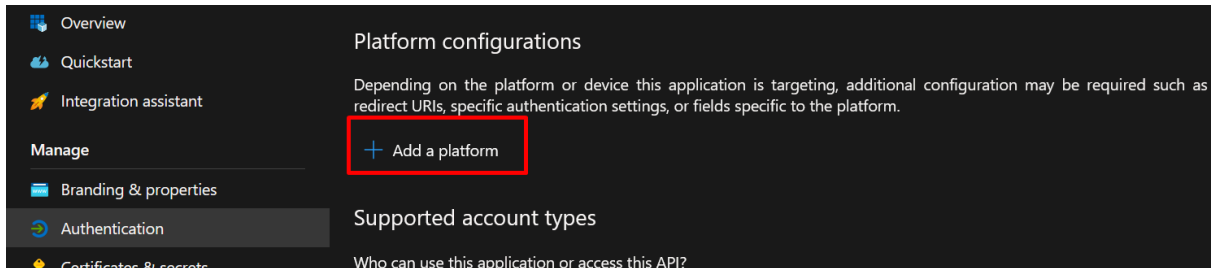 Overview
Quickstart
Integration assistant
Manage
Branding & properties
Authentication
Certificates & secrets
Platform configurations
Depending on the platform or device this application is targeting, additional configuration may be required such as
redirect URIs, specific authentication settings, or fields specific to the platform.
Add a platform
Supported account types
Who can use this application or access this API?